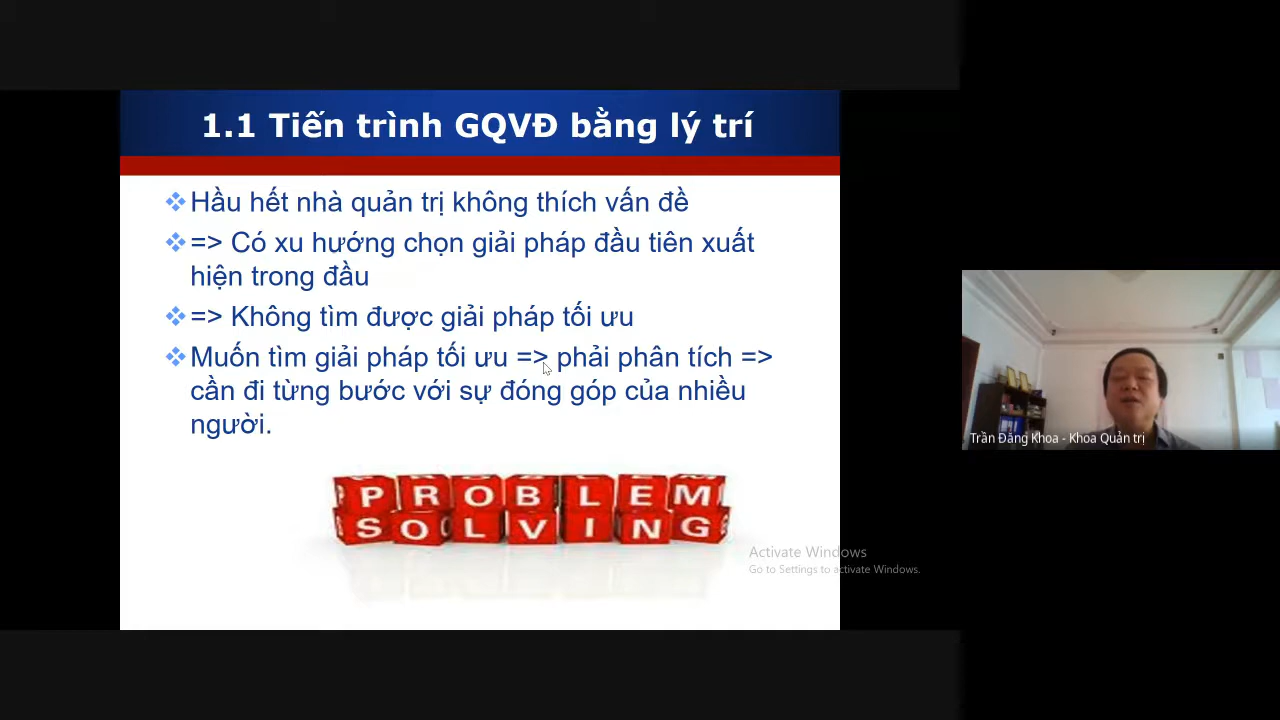 1.1 Tiến trình GQVĐ bằng lý trí
Hầu hết nhà quản trị không thích vấn đề
=> Có xu hướng chọn giải pháp đầu tiên xuất
hiện trong đầu
=> Không tìm được giải pháp tối ưu
Muốn tìm giải pháp tối ưu => phải phân tích =>
cần đi từng bước với sự đóng góp của nhiều
người.
PROBLEM
SOLVING
Activate Windows
Go to Settings to activate Windows.
Trần Đăng Khoa - Khoa Quản trị